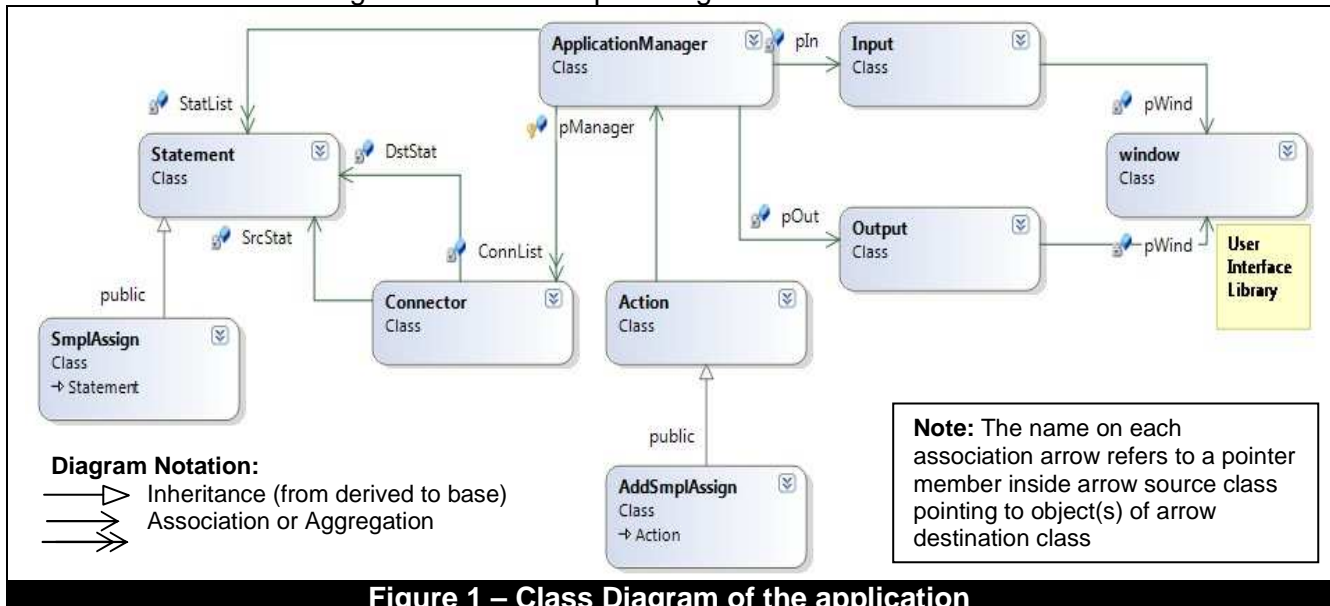 ApplicationManager
Class
pIn
Input
Class
StatList
pManager
pWind
Statement
Class
DstStat
window
Class
SrcStat
ConnList
pOut
Output
Class
pWind
User
Interface
Library
public
Connector
Class
Action
Class
SmplAssign
Class
Statement
public
Diagram Notation:
Inheritance (from derived to base)
Association or Aggregation
AddSmplAssign
Class
Action
Note: The name on each
association arrow refers to a pointer
member inside arrow source class
pointing to object(s) of arrow
destination class
Figure 1 – Class Diagram of the application